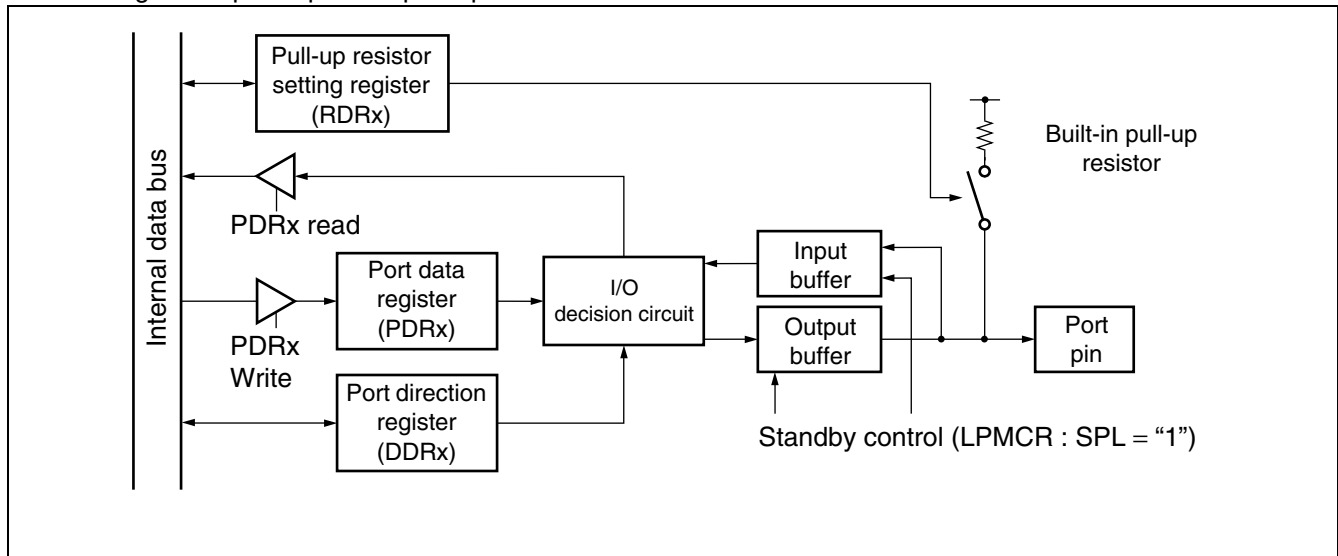 Internal data bus
Pull-up resistor
setting register
(RDRx)
Built-in pull-up
resistor
PDRx read
Port data
register
(PDRx)
PDRx
Write
I/O
decision circuit
Input
buffer
Output
buffer
Port
pin
Port direction
register
(DDRx)
Standby control (LPMCR : SPL = “1”)